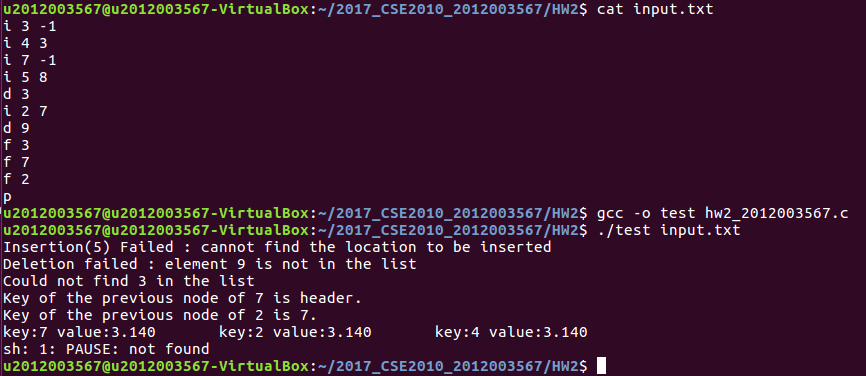 u2012003567@u2012003567-VirtualBox:~/2017_CSE2010_2012003567/HW2$ cat input.txt
i 3 -1
i 4 3
i 7 -1
i 5 8
d 3
i 2 7
d 9
f 3
f 7
f 2
p
u2012003567@u2012003567-VirtualBox:~/2017_CSE2010_2012003567/HW2$ gcc -o test hw2_2012003567.c
u2012003567@u2012003567-VirtualBox:~/2017_CSE2010_2012003567/HW2$ ./test input.txt
Insertion(5) Failed : cannot find the location to be inserted
Deletion failed : element 9 is not in the list
Could not find 3 in the list
Key of the previous node of 7 is header.
Key of the previous node of 2 is 7.
key:7 value:3.140       key:2 value:3.140       key:4 value:3.140
sh: 1: PAUSE: not found
u2012003567@u2012003567-VirtualBox:~/2017_CSE2010_2012003567/HW2$